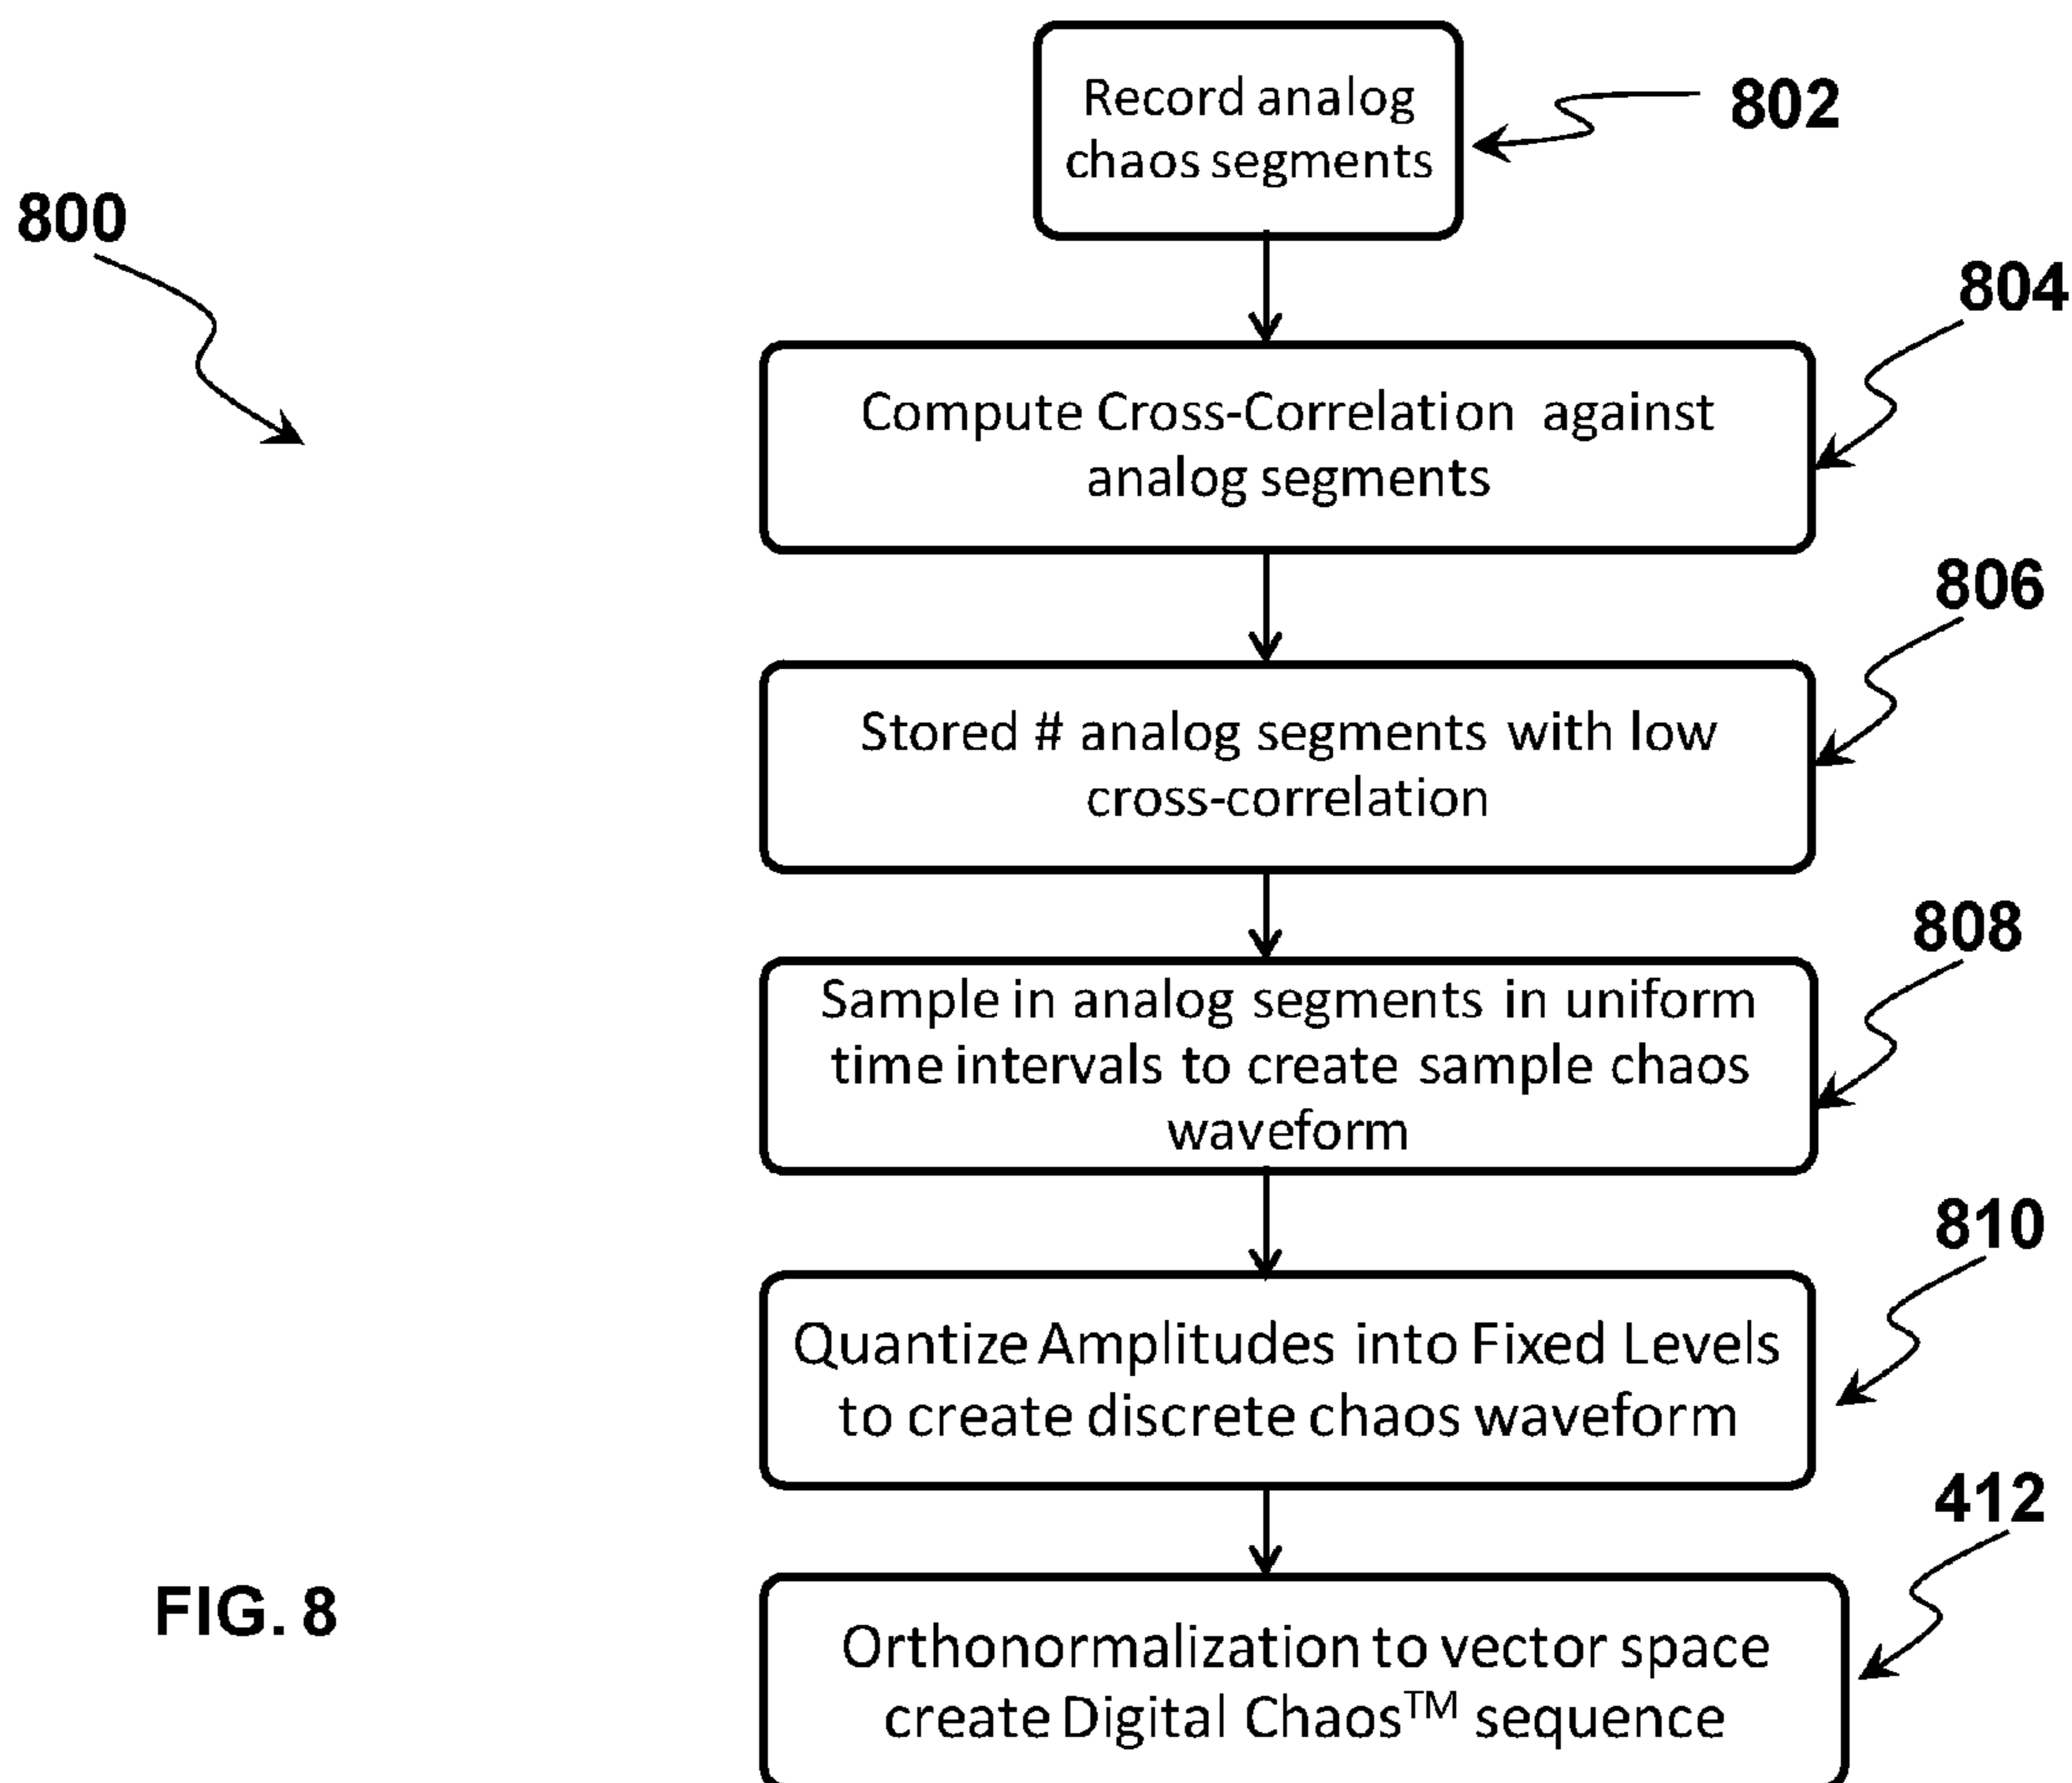 Record analog
chaos segments
802
800
804
Compute Cross-Correlation against
analog segments
806
Stored # analog segments with low
cross-correlation
808
Sample in analog segments in uniform
time intervals to create sample chaos
waveform
810
Quantize Amplitudes into Fixed Levels
to create discrete chaos waveform
412
FIG. 8
Orthonormalization to vector space
create Digital Chaos™ sequence